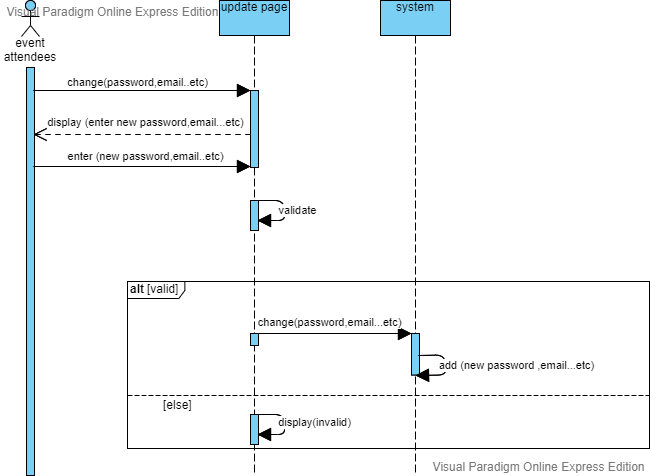 Visual Paradigm Online Express Edition
update page
system
event
attendees
change(password,email..etc)
display (enter new password,email...etc)
enter (new password,email..etc)
validate
alt [valid]
change(password,email...etc)
add (new password ,email...etc)
[else]
display(invalid)
Visual Paradigm Online Express Edition